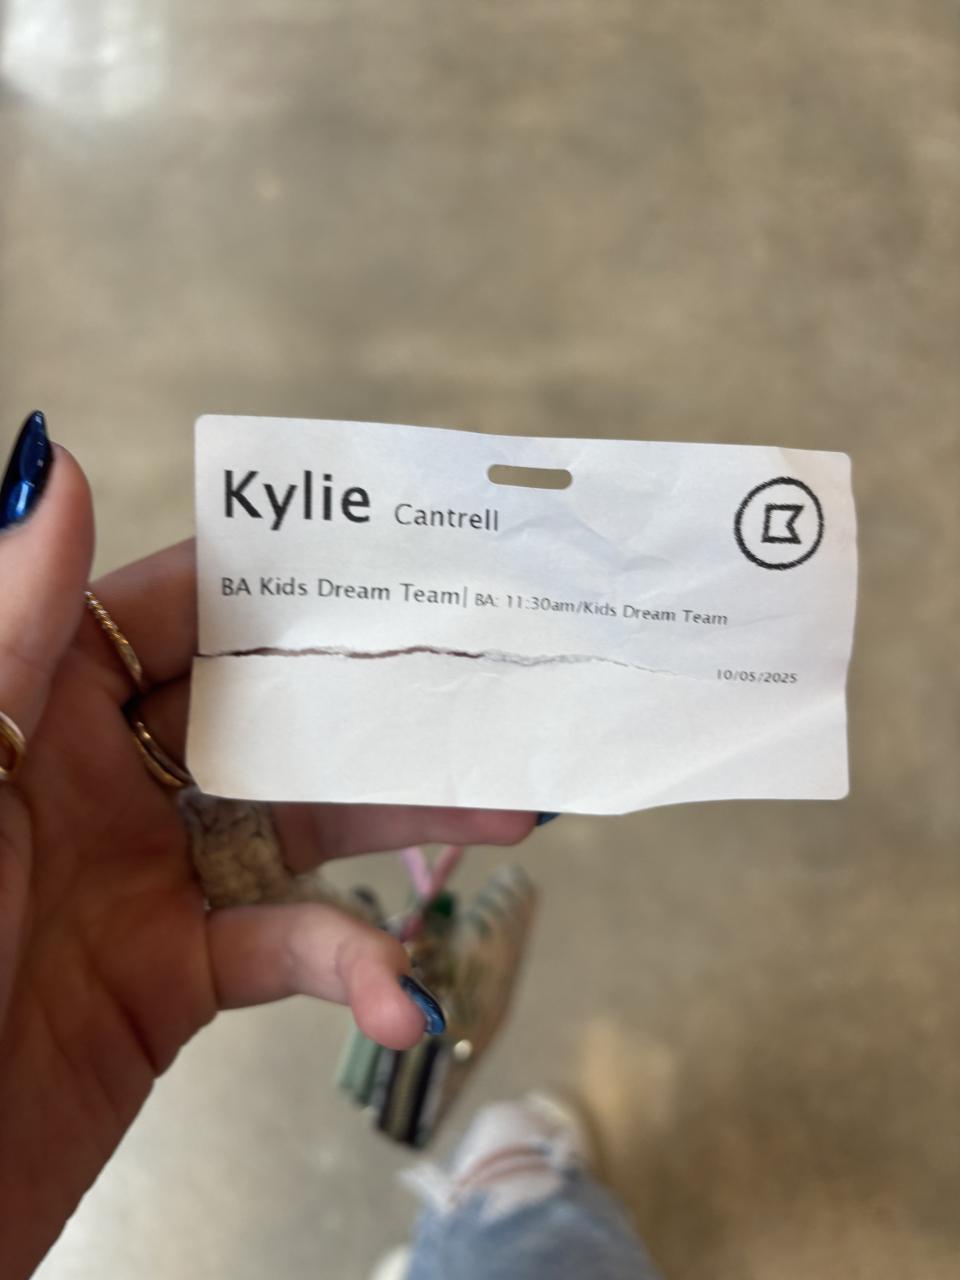 Kylie Cantrell
BA Kids Dream Team| BA: 11:30am/Kids Dream Team
10/05/2025